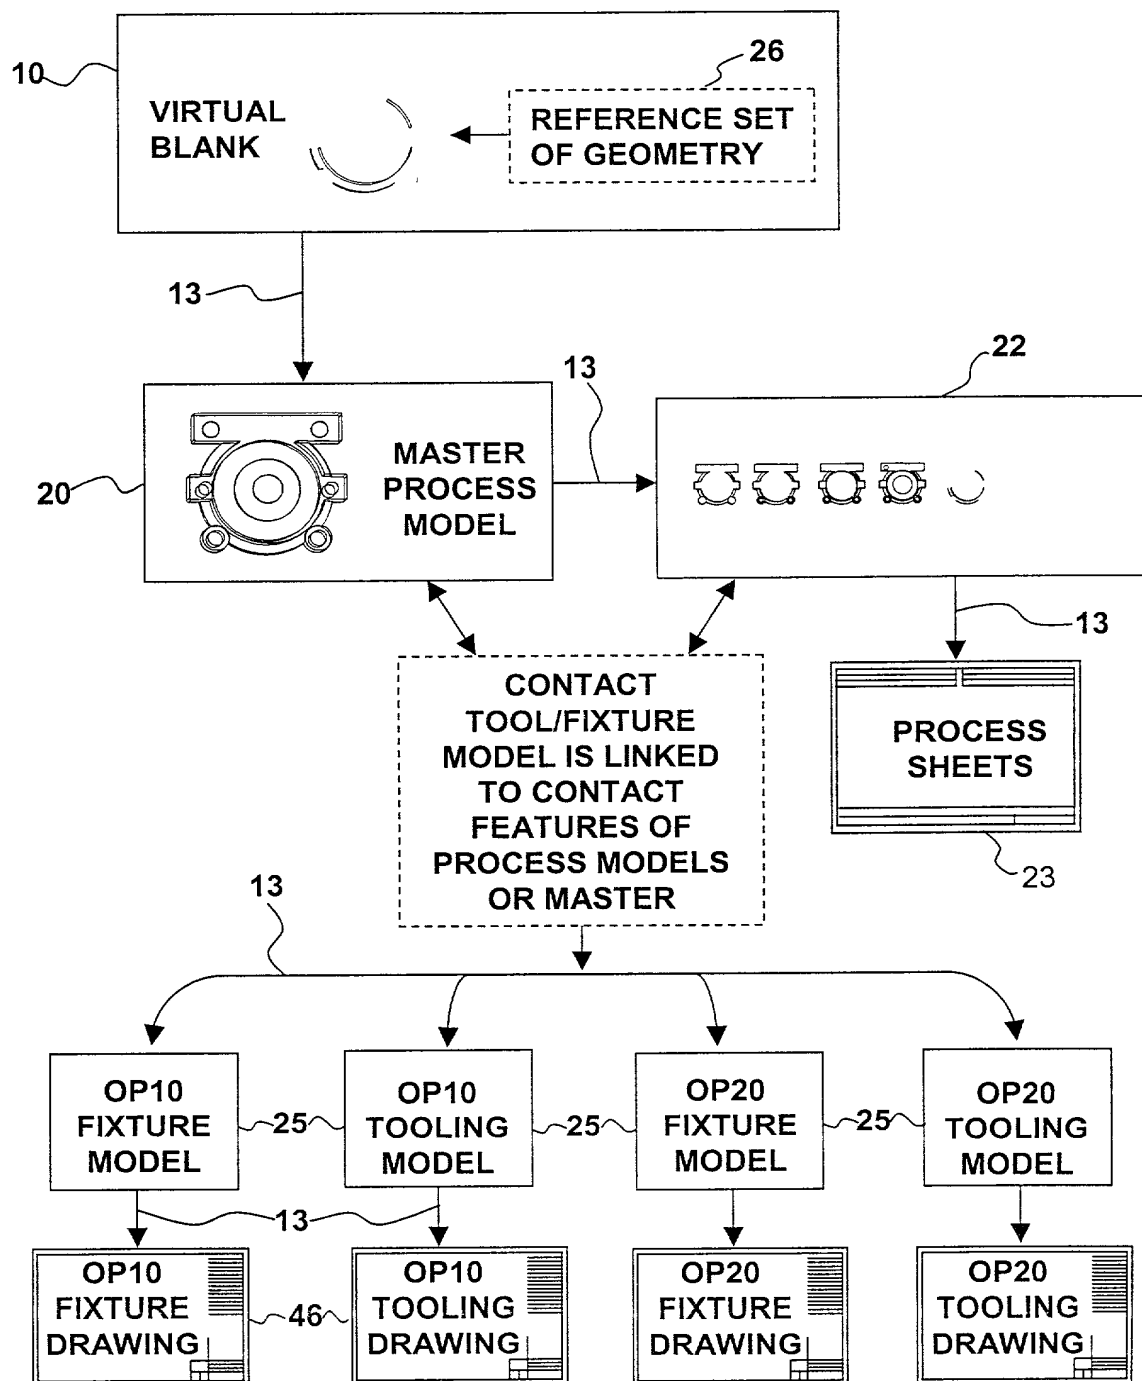 10
26
VIRTUAL
BLANK
REFERENCE SET
OF GEOMETRY
13
13
22
20
MASTER
PROCESS
MODEL
13
CONTACT
TOOL/FIXTURE
MODEL IS LINKED
TO CONTACT
FEATURES OF
PROCESS MODELS
OR MASTER
PROCESS
SHEETS
23
13
OP10
FIXTURE
MODEL
25
OP10
TOOLING
MODEL
25
OP20
FIXTURE
MODEL
25
OP20
TOOLING
MODEL
13
OP10
FIXTURE
DRAWING
46
OP10
TOOLING
DRAWING
OP20
FIXTURE
DRAWING
OP20
TOOLING
DRAWING